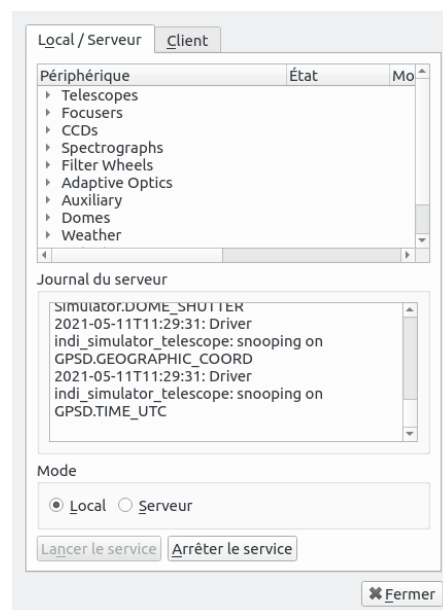 Local / Serveur Client
Périphérique État Mo
Telescopes
Focusers
CCDs
Spectrographs
Filter Wheels
Adaptive Optics
Auxiliary
Domes
Weather
Journal du serveur
Simulator.DOME_SHUTTER
2021-05-11T11:29:31: Driver
indi_simulator_telescope: snooping on
GPSD.GEOGRAPHIC_COORD
2021-05-11T11:29:31: Driver
indi_simulator_telescope: snooping on
GPSD.TIME_UTC
Mode
Local Serveur
Lancer le service Arrêter le service
Fermer